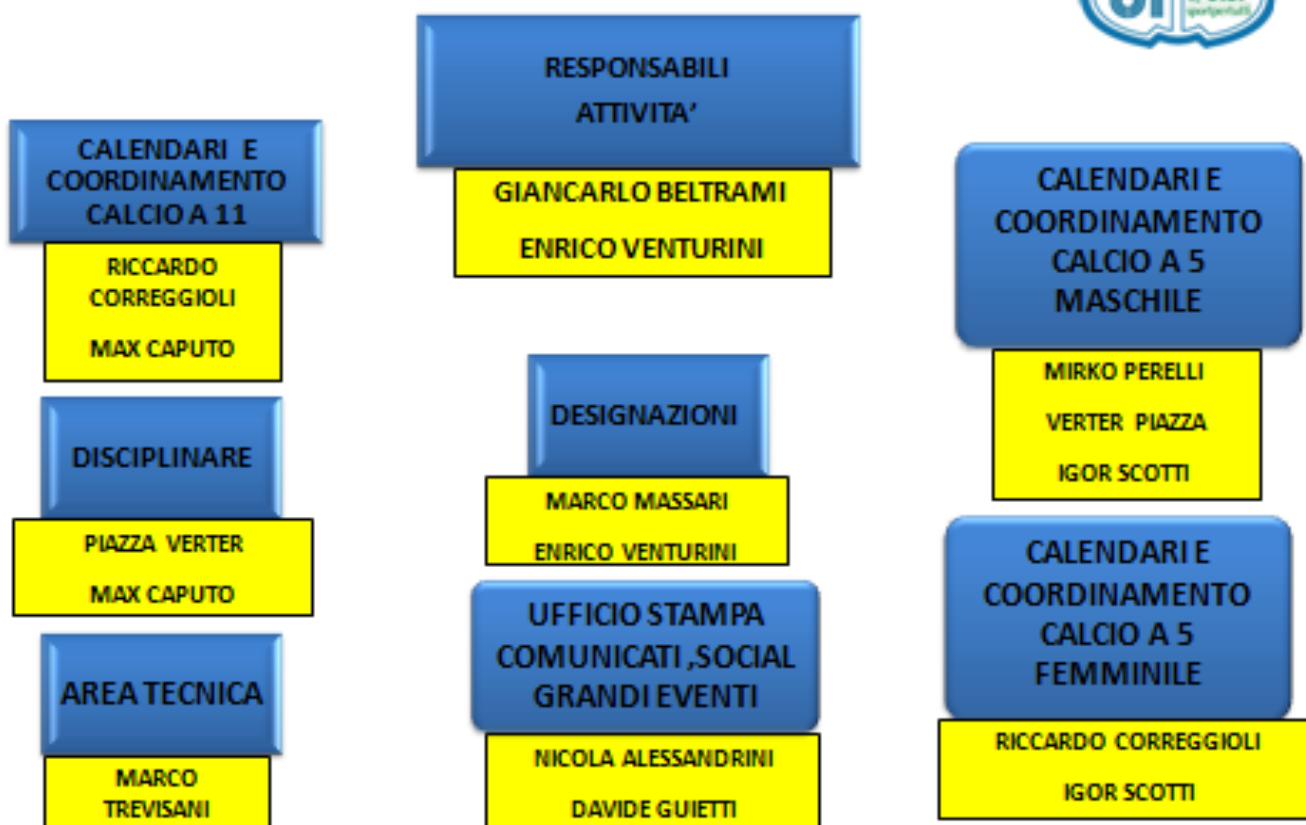 RESPONSABILI
ATTIVITA'
GIANCARLO BELTRAMI
ENRICO VENTURINI
CALENDARI E
COORDINAMENTO
CALCIO A 11
RICCARDO
CORREGGIOLI
MAX CAPUTO
DISCIPLINARE
PIAZZA VERTER
MAX CAPUTO
AREA TECNICA
MARCO
TREVISANI
DESIGNAZIONI
MARCO MASSARI
ENRICO VENTURINI
UFFICIO STAMPA
COMUNICATI ,SOCIAL
GRANDI EVENTI
NICOLA ALESSANDRINI
DAVIDE GUIETTI
CALENDARI E
COORDINAMENTO
CALCIO A 5
MASCHILE
MIRKO PERELLI
VERTER PIAZZA
IGOR SCOTTI
CALENDARI E
COORDINAMENTO
CALCIO A 5
FEMMINILE
RICCARDO CORREGGIOLI
IGOR SCOTTI
sportpertutti